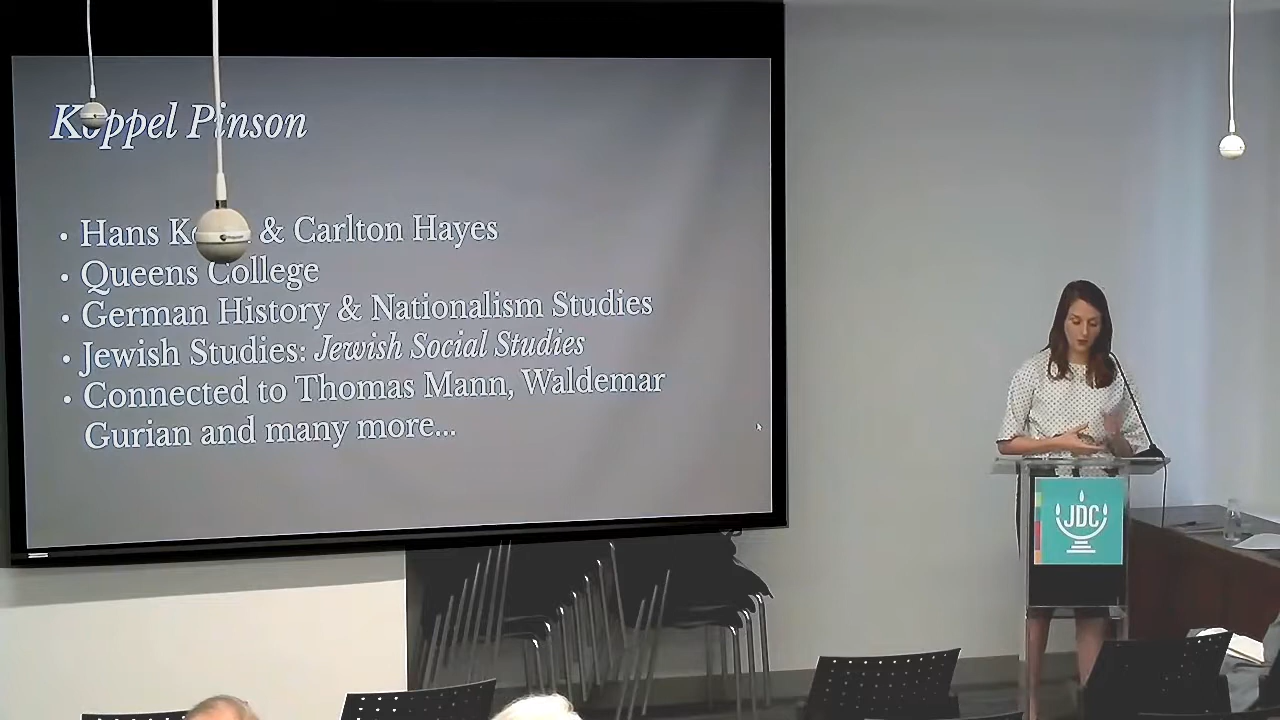 Koppel Pinson
• Hans & Carlton Hayes
• Queens College
• German History & Nationalism Studies
• Jewish Studies: Jewish Social Studies
• Connected to Thomas Mann, Waldemar
Gurian and many more...
JDC